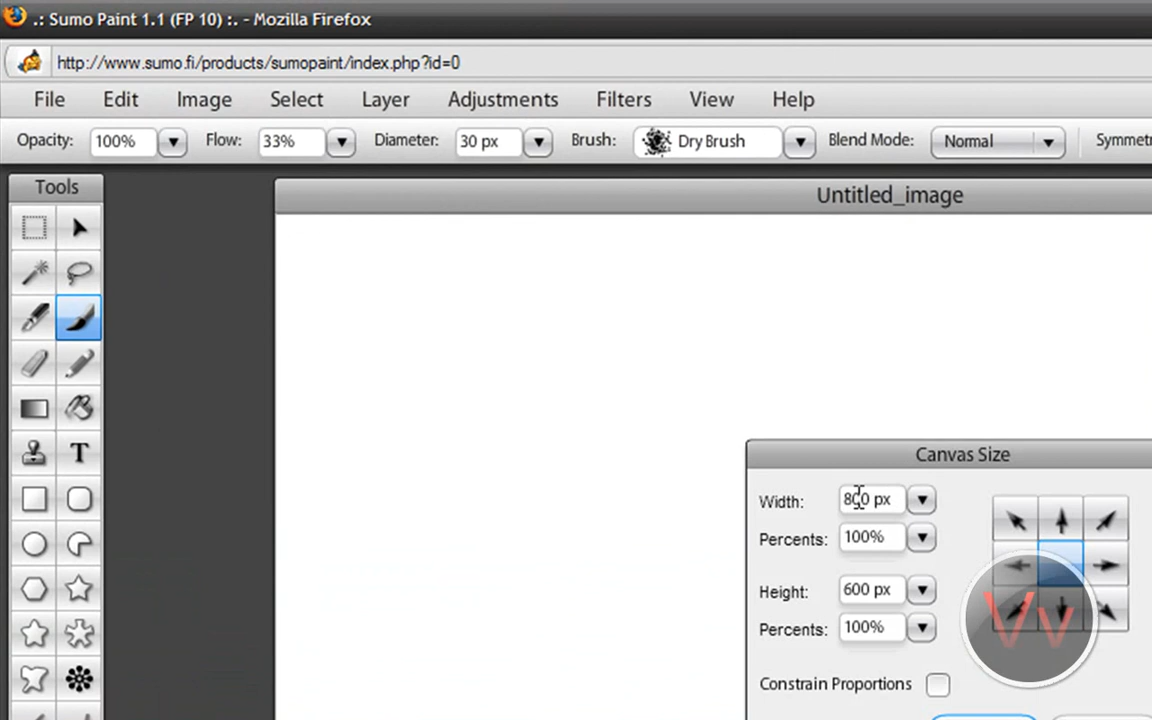 .: Sumo Paint 1.1 (FP 10) :. - Mozilla Firefox
http://www.sumo.fi/products/sumopaint/index.php?id=0
File Edit Image Select Layer Adjustments Filters View Help
Opacity: 100% Flow: 33% Diameter: 30 px Brush: Dry Brush Blend Mode: Normal
Tools
Untitled_image
T
Canvas Size
Width: 800 px
Percents: 100%
Height: 600 px
Percents: 100%
Constrain Proportions
Vv